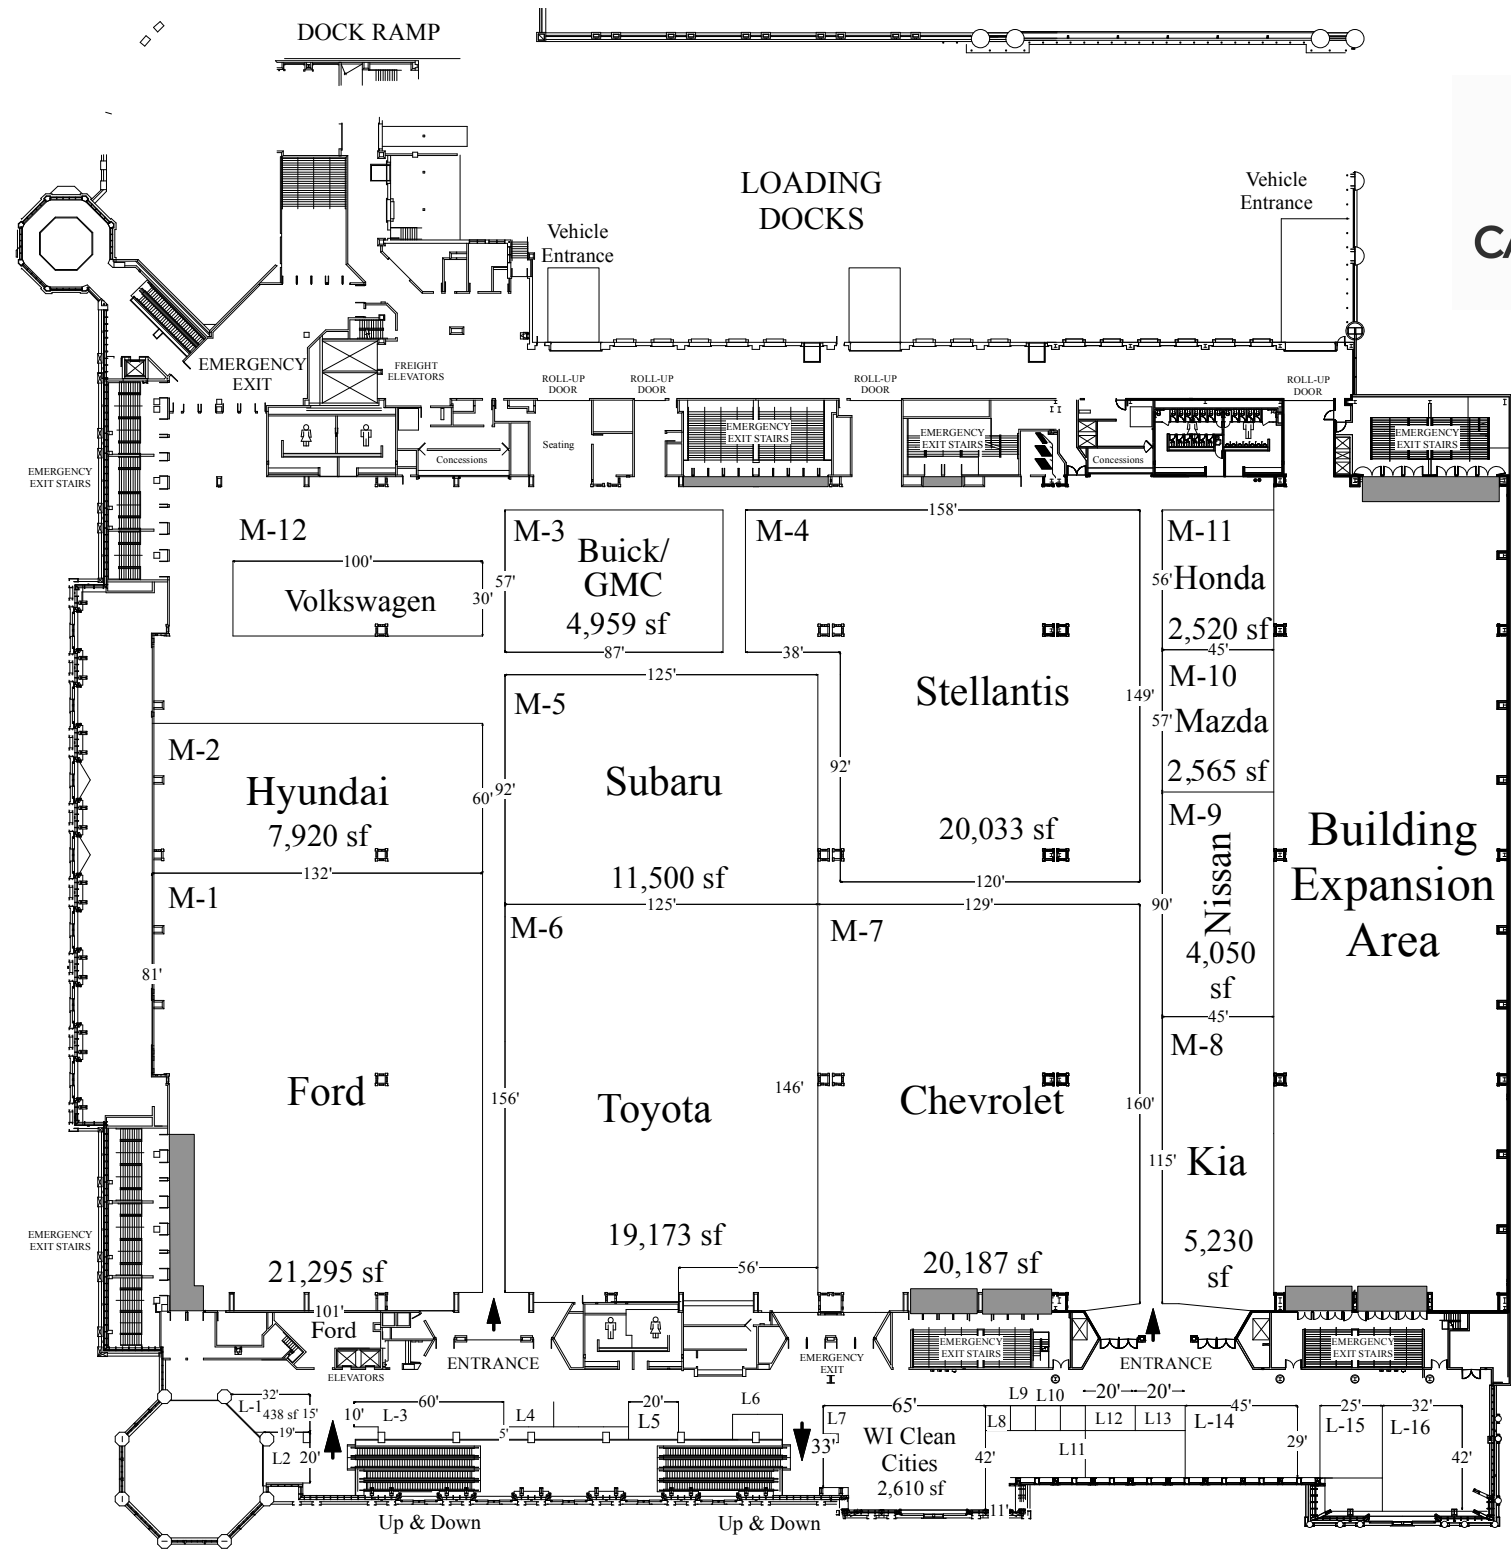 DOCK RAMP
LOADING
DOCKS
Vehicle
Entrance
Vehicle
Entrance
CA
EMERGENCY
EXIT
FREIGHT
ELEVATORS
ROLL-UP
DOOR
ROLL-UP
DOOR
ROLL-UP
DOOR
ROLL-UP
DOOR
EMERGENCY
EXIT STAIRS
Concessions
Seating
EMERGENCY
EXIT STAIRS
EMERGENCY
EXIT STAIRS
Concessions
EMERGENCY
EXIT STAIRS
M-12
100'
Volkswagen
30'
M-3
Buick/
GMC
4,959 sf
57'
87'
M-4
158'
38'
Stellantis
149'
92'
20,033 sf
120'
M-11
56'
Honda
2,520 sf
45'
M-10
57'
Mazda
2,565 sf
M-9
Nissan
90'
4,050
sf
45'
Building
Expansion
Area
M-2
Hyundai
7,920 sf
60'
132'
M-5
125'
Subaru
92'
11,500 sf
125'
M-1
81'
Ford
21,295 sf
101'
Ford
M-6
156'
Toyota
146'
19,173 sf
56'
M-7
129'
Chevrolet
160'
20,187 sf
M-8
115'
Kia
5,230
sf
EMERGENCY
EXIT STAIRS
ELEVATORS
ENTRANCE
EMERGENCY
EXIT
EMERGENCY
EXIT STAIRS
ENTRANCE
EMERGENCY
EXIT STAIRS
32'
L-1
438 sf
15'
19'
L2
20'
10'
L-3
60'
5'
L4
20'
L5
L6
L7
33'
65'
WI Clean
Cities
2,610 sf
42'
11'
L8
L9
L10
L11
20'
L12
20'
L13
L-14
45'
29'
25'
L-15
32'
L-16
42'
Up & Down
Up & Down